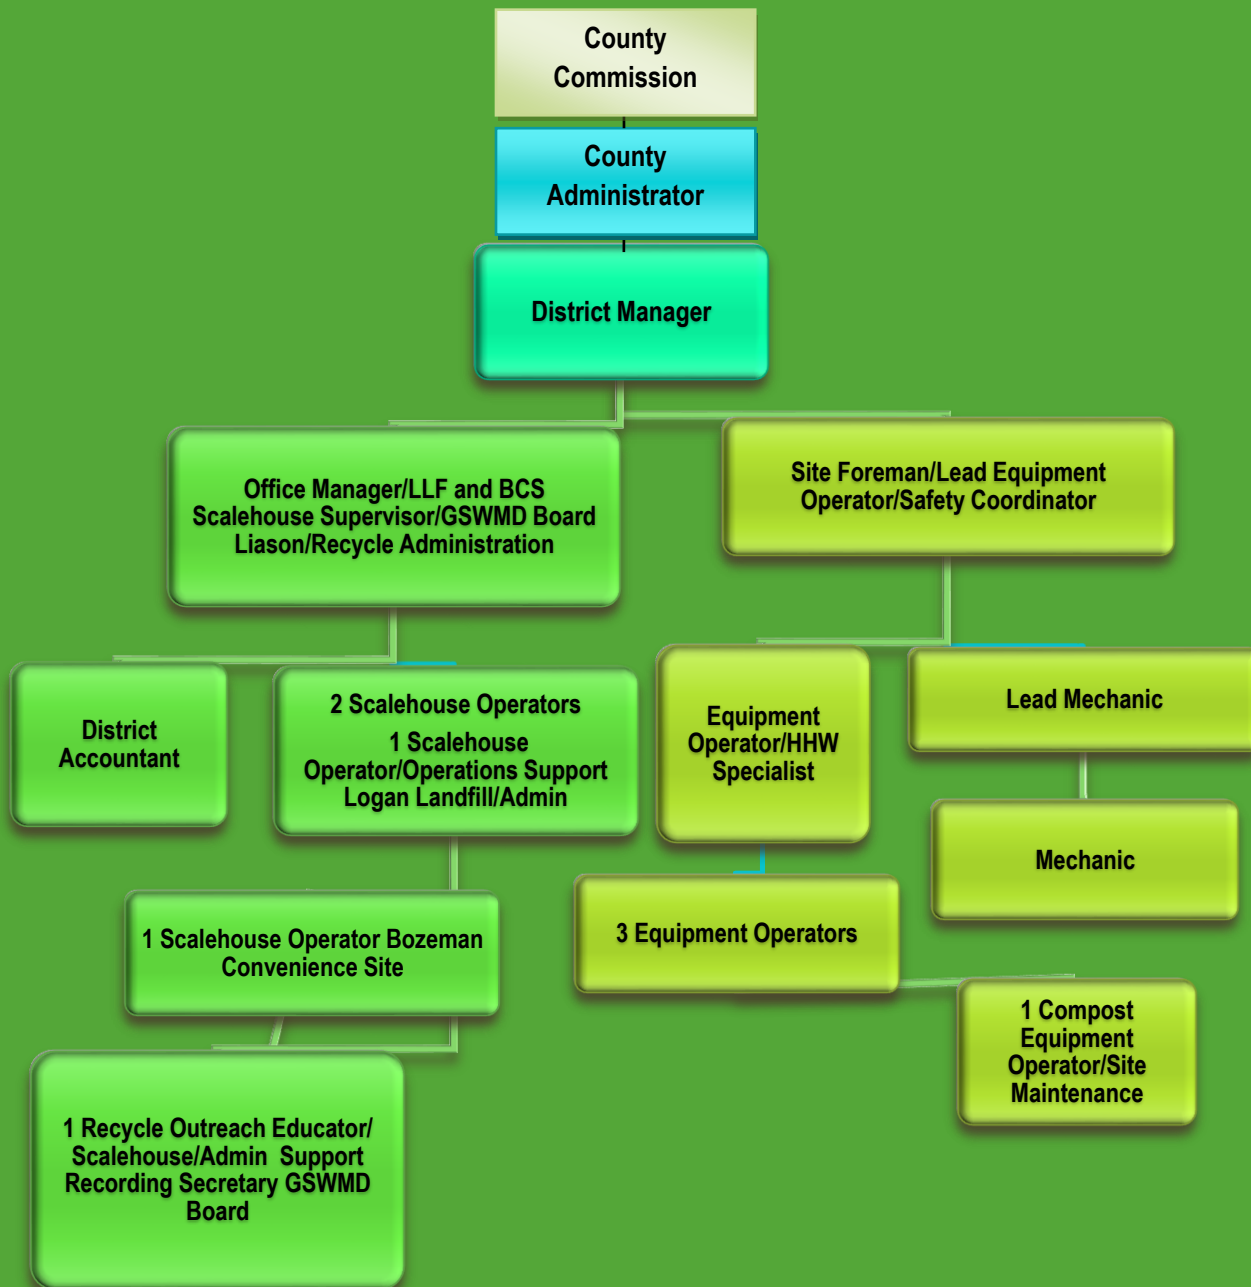 County
Commission
County
Administrator
District Manager
Office Manager/LLF and BCS
Scalehouse Supervisor/GSWMD Board
Liason/Recycle Administration
Site Foreman/Lead Equipment
Operator/Safety Coordinator
District
Accountant
2 Scalehouse Operators
1 Scalehouse
Operator/Operations Support
Logan Landfill/Admin
Equipment
Operator/HHW
Specialist
Lead Mechanic
Mechanic
1 Scalehouse Operator Bozeman
Convenience Site
3 Equipment Operators
1 Compost
Equipment
Operator/Site
Maintenance
1 Recycle Outreach Educator/
Scalehouse/Admin Support
Recording Secretary GSWMD
Board